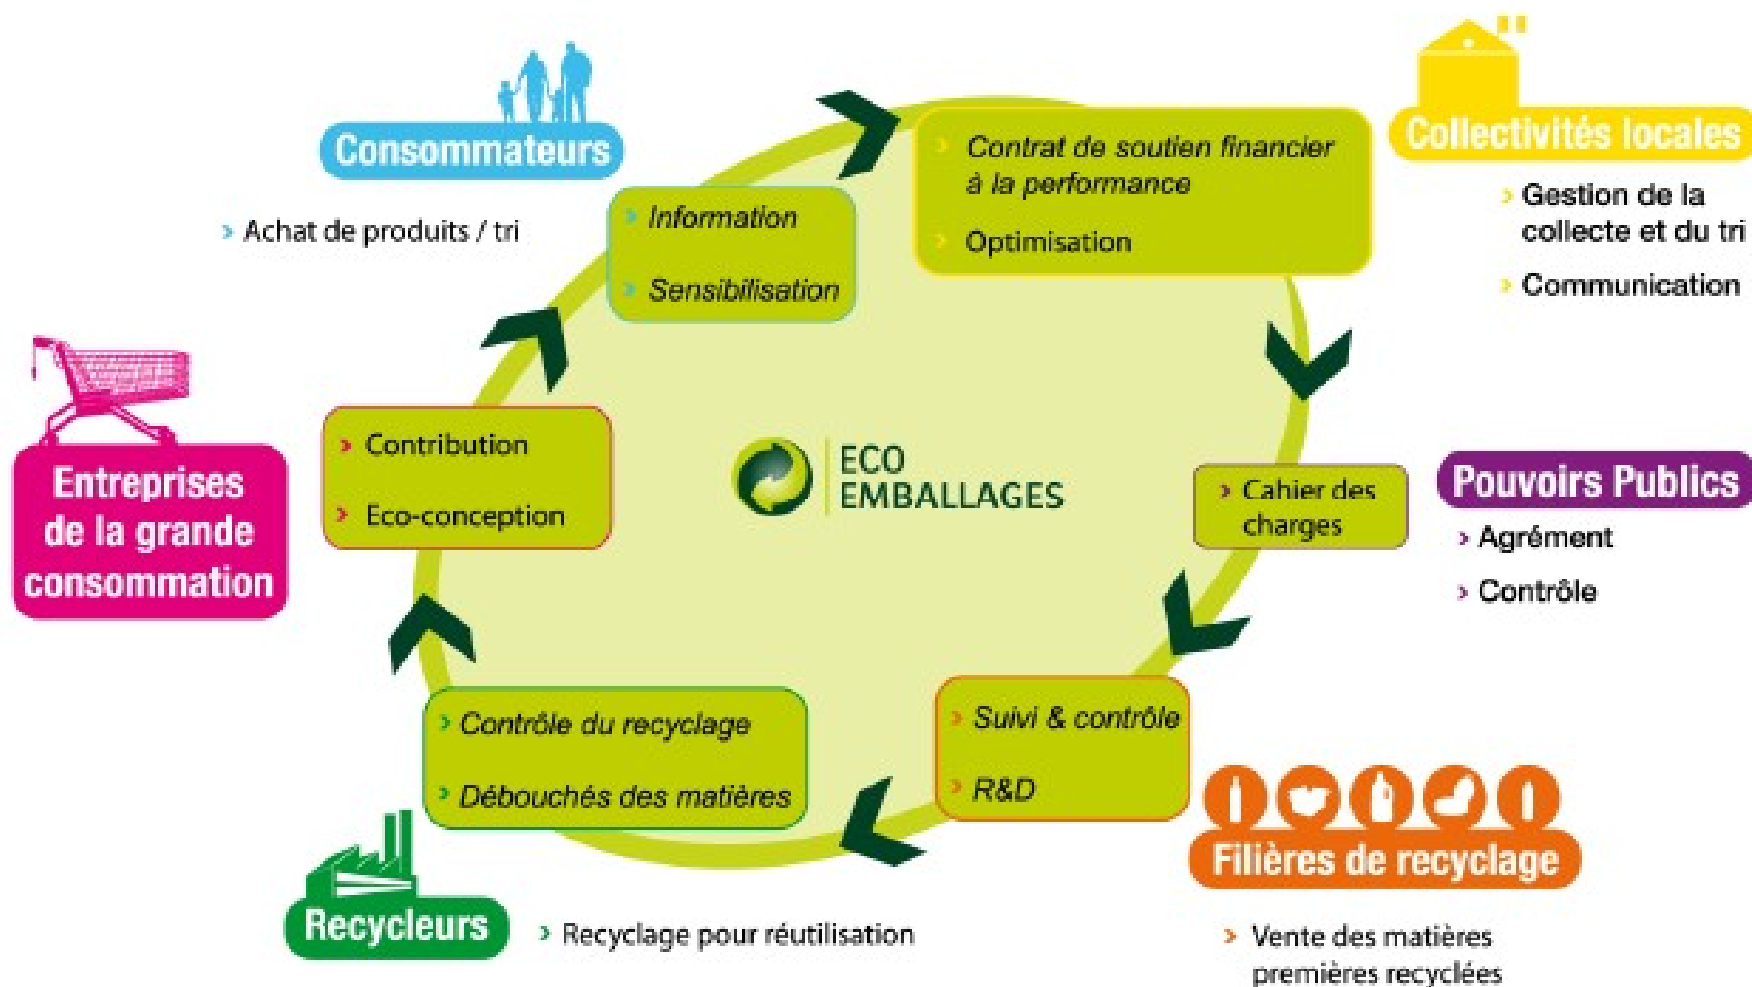 Consommateurs
› Achat de produits / tri
› Information
› Sensibilisation
› Contrat de soutien financier
à la performance
› Optimisation
Collectivités locales
› Gestion de la
collecte et du tri
› Communication
Entreprises
de la grande
consommation
› Contribution
› Eco-conception
ECO
EMBALLAGES
› Cahier des
charges
Pouvoirs Publics
› Agrément
› Contrôle
› Contrôle du recyclage
› Débouchés des matières
› Suivi & contrôle
› R&D
Recycleurs
› Recyclage pour réutilisation
Filières de recyclage
› Vente des matières
premières recyclées